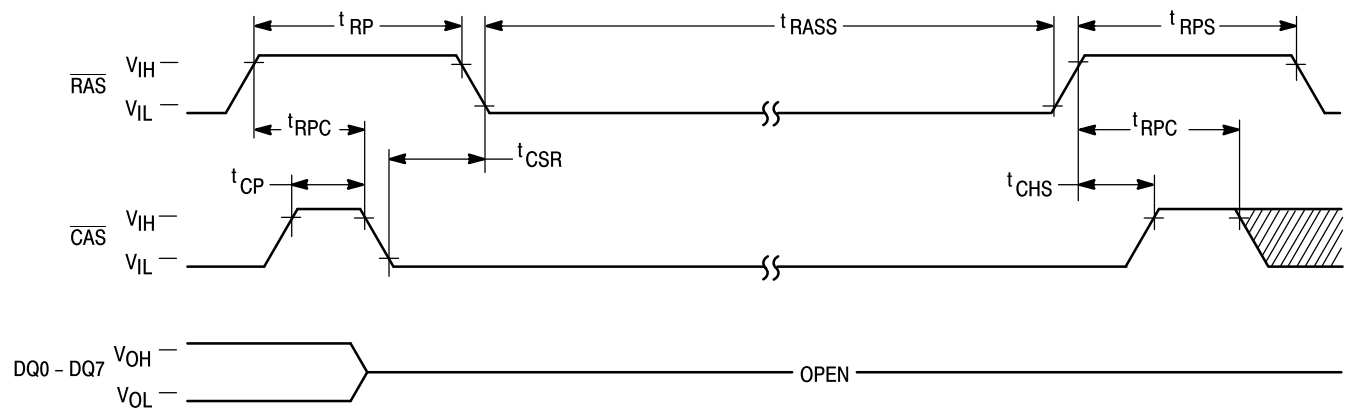 tRP
tRASS
tRPS
RAS
VIH
VIL
tRPC
tRPC
tCSR
tCP
tCHS
CAS
VIH
VIL
DQ0 – DQ7
VOH
VOL
OPEN